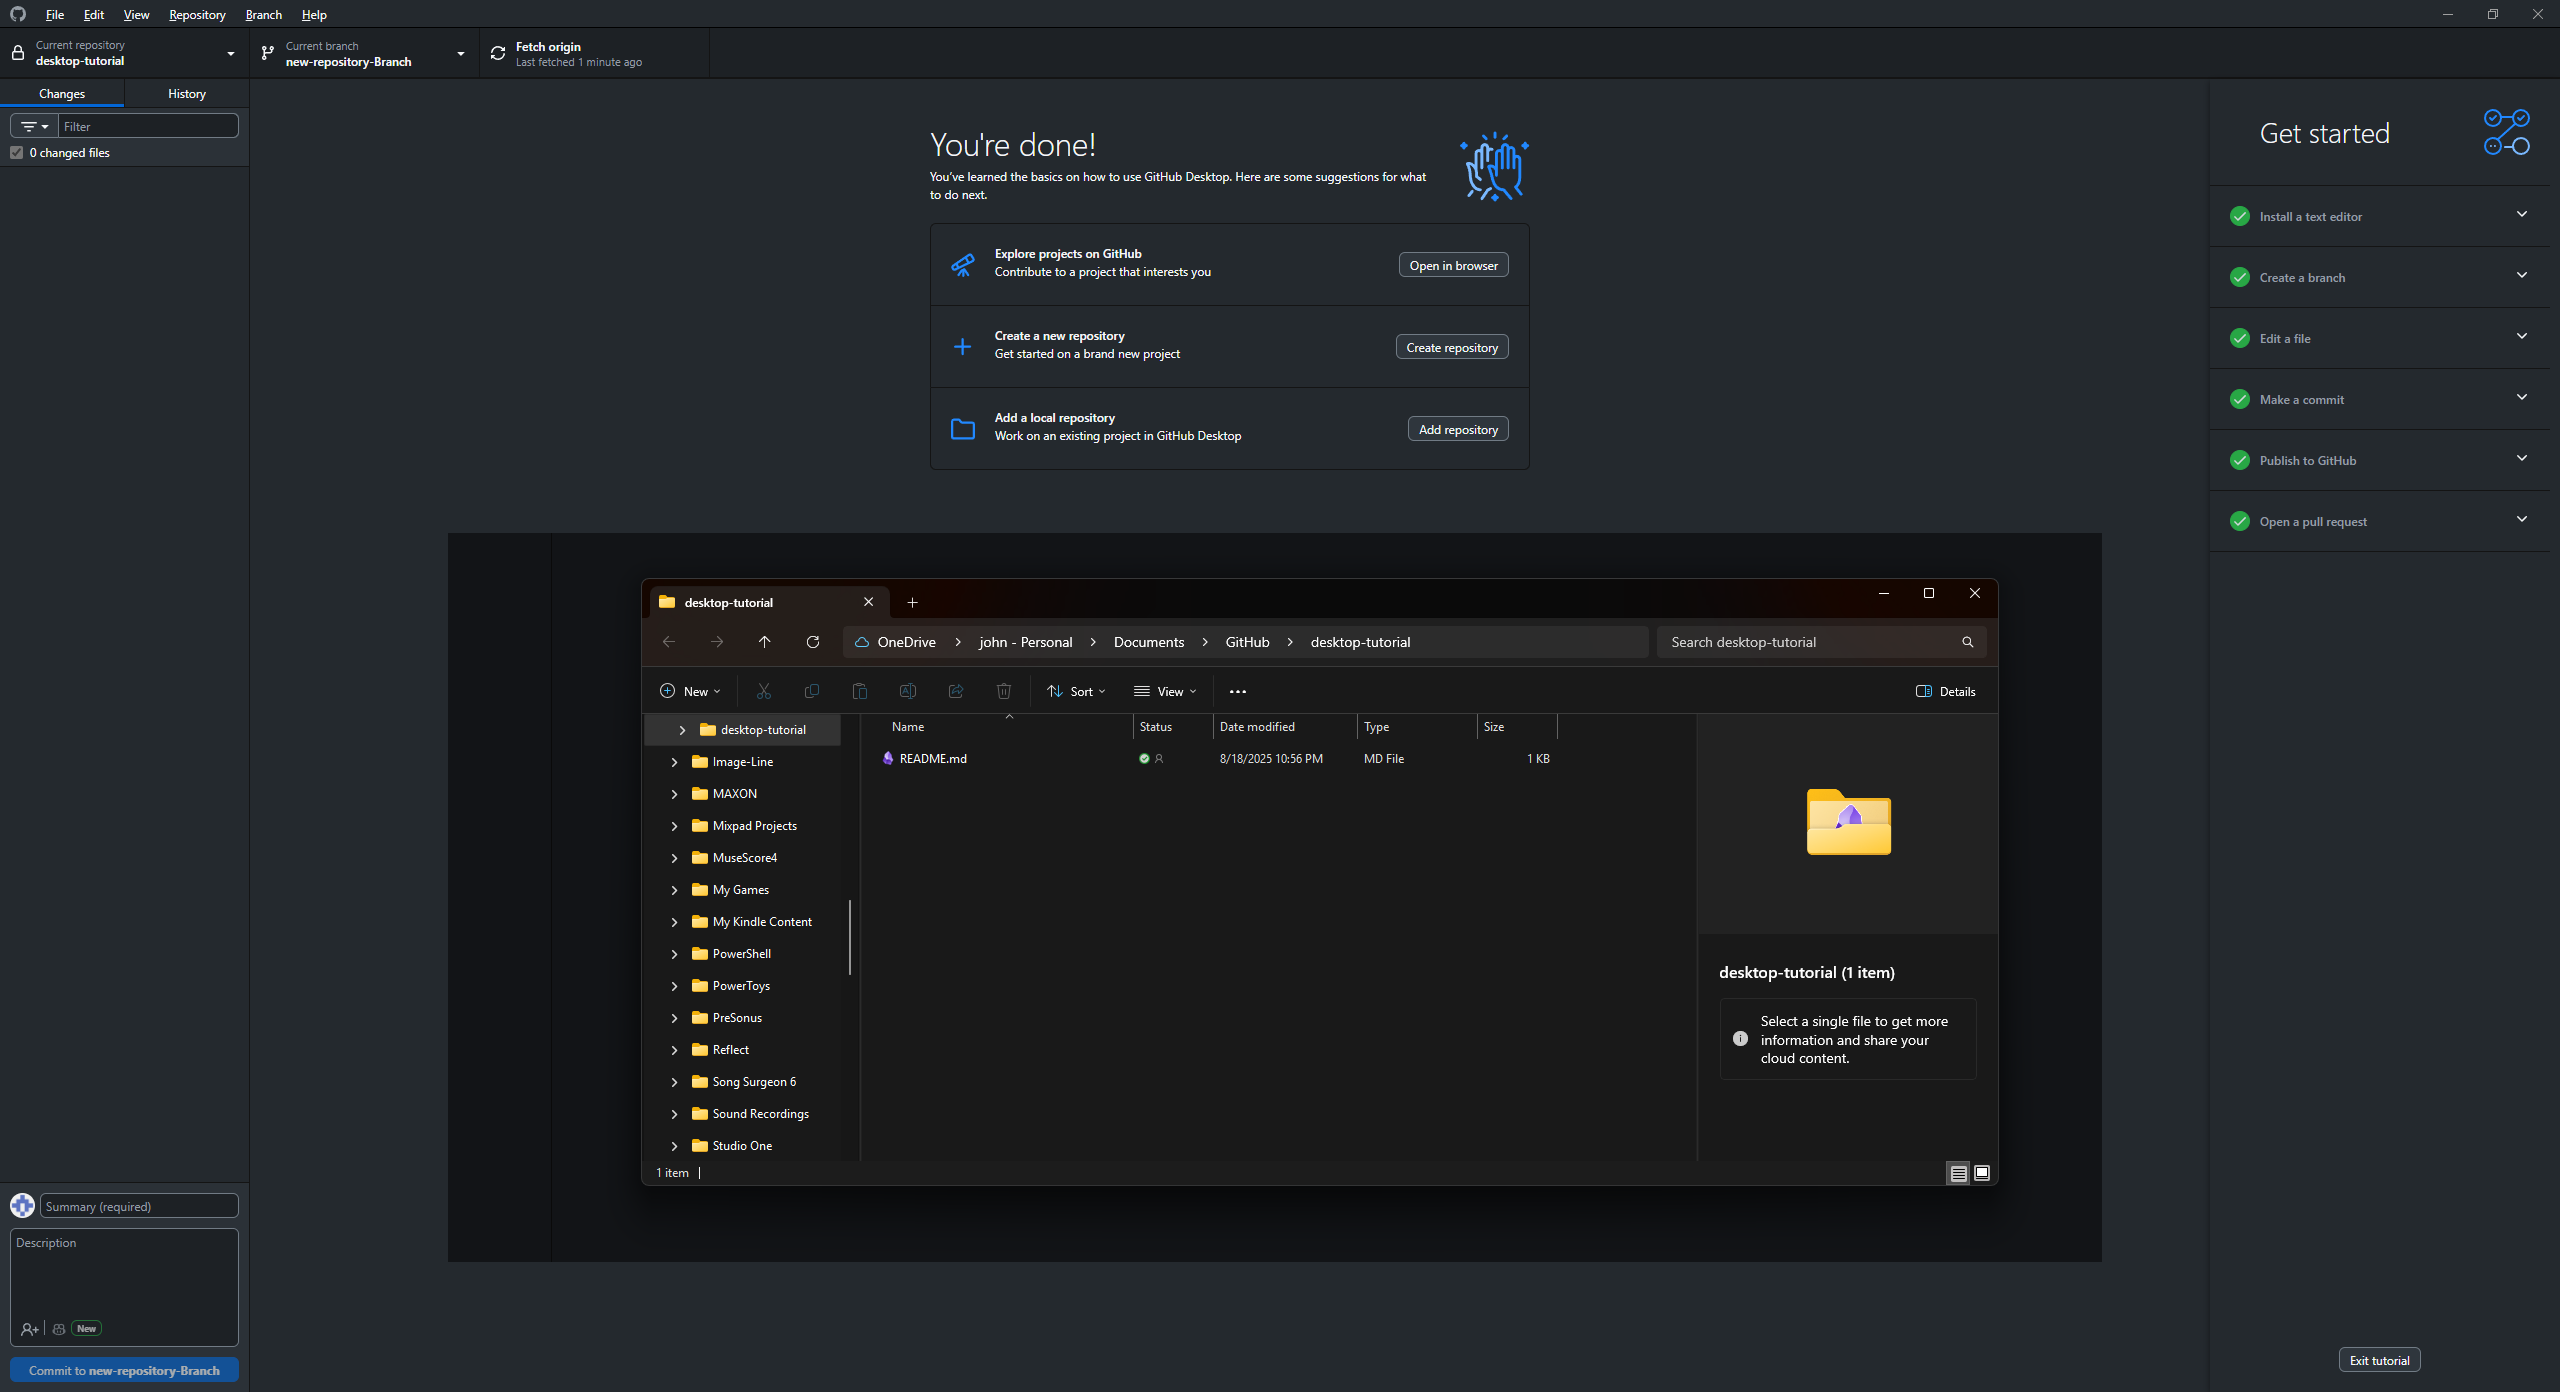 File Edit View Repository Branch Help
Current repository
desktop-tutorial
Current branch
new-repository-Branch
Fetch origin
Last fetched 1 minute ago
Changes History
Filter
0 changed files
You're done!
You've learned the basics on how to use GitHub Desktop. Here are some suggestions for what
to do next.
Explore projects on GitHub
Contribute to a project that interests you
Open in browser
Create a new repository
Get started on a brand new project
Create repository
Add a local repository
Work on an existing project in GitHub Desktop
Add repository
Get started
Install a text editor
Create a branch
Edit a file
Make a commit
Publish to GitHub
Open a pull request
desktop-tutorial
OneDrive > john - Personal > Documents > GitHub > desktop-tutorial
Search desktop-tutorial
New Sort View ••• Details
desktop-tutorial
Image-Line
MAXON
Mixpad Projects
MuseScore4
My Games
My Kindle Content
PowerShell
PowerToys
PreSonus
Reflect
Song Surgeon 6
Sound Recordings
Studio One
Name Status Date modified Type Size
README.md 8/18/2025 10:56 PM MD File 1 KB
desktop-tutorial (1 item)
Select a single file to get more
information and share your
cloud content.
1 item
Summary (required)
Description
New
Commit to new-repository-Branch
Exit tutorial